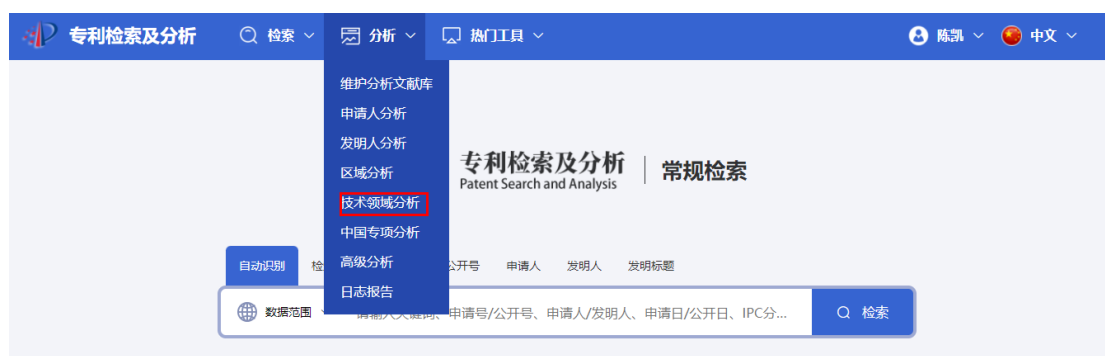 专利检索及分析 检索 分析 热门工具 陈凯 中文
维护分析文献库
申请人分析
发明人分析
区域分析
技术领域分析
中国专项分析
高级分析
日志报告
专利检索及分析 常规检索
Patent Search and Analysis
自动识别 检 公开号 申请人 发明人 发明标题
数据范围 、申请号/公开号、申请人/发明人、申请日/公开日、IPC分... 检索